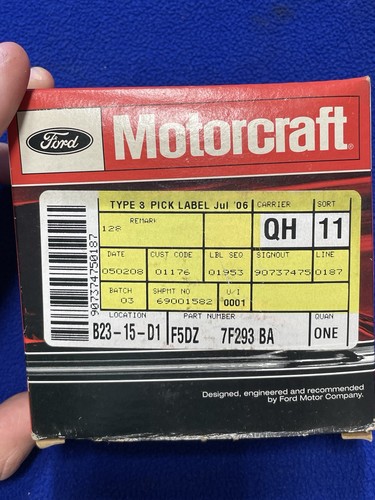 Ford
Motorcraft®
TYPE 3 PICK LABEL Jul '06 CARRIER SORT
REMARK
128 QH 11
DATE CUST CODE LBL SEQ SIGNOUT LINE
050208 01176 01953 90737475 0187
BATCH SHPMT NO U/I
03 69001582 0001
LOCATION PART NUMBER QUAN
B23-15-D1 F5DZ 7F293 BA ONE
907374750187
Designed, engineered and recommended
by Ford Motor Company.